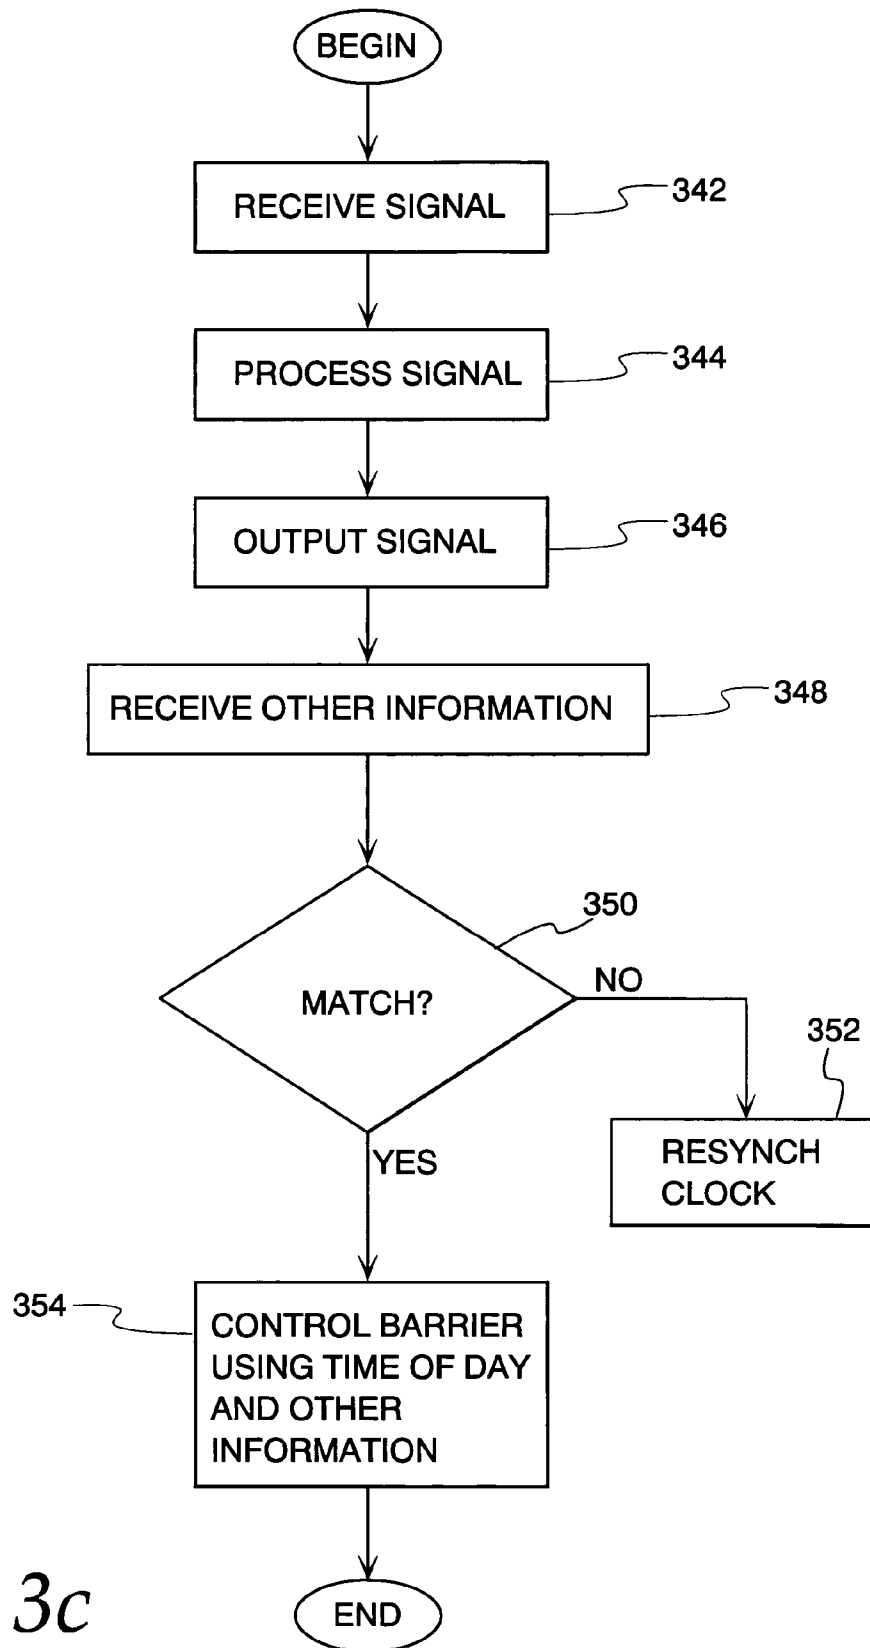 BEGIN
RECEIVE SIGNAL
342
PROCESS SIGNAL
344
OUTPUT SIGNAL
346
RECEIVE OTHER INFORMATION
348
350
MATCH?
NO
352
RESYNCH
CLOCK
YES
354
CONTROL BARRIER
USING TIME OF DAY
AND OTHER
INFORMATION
3c
END